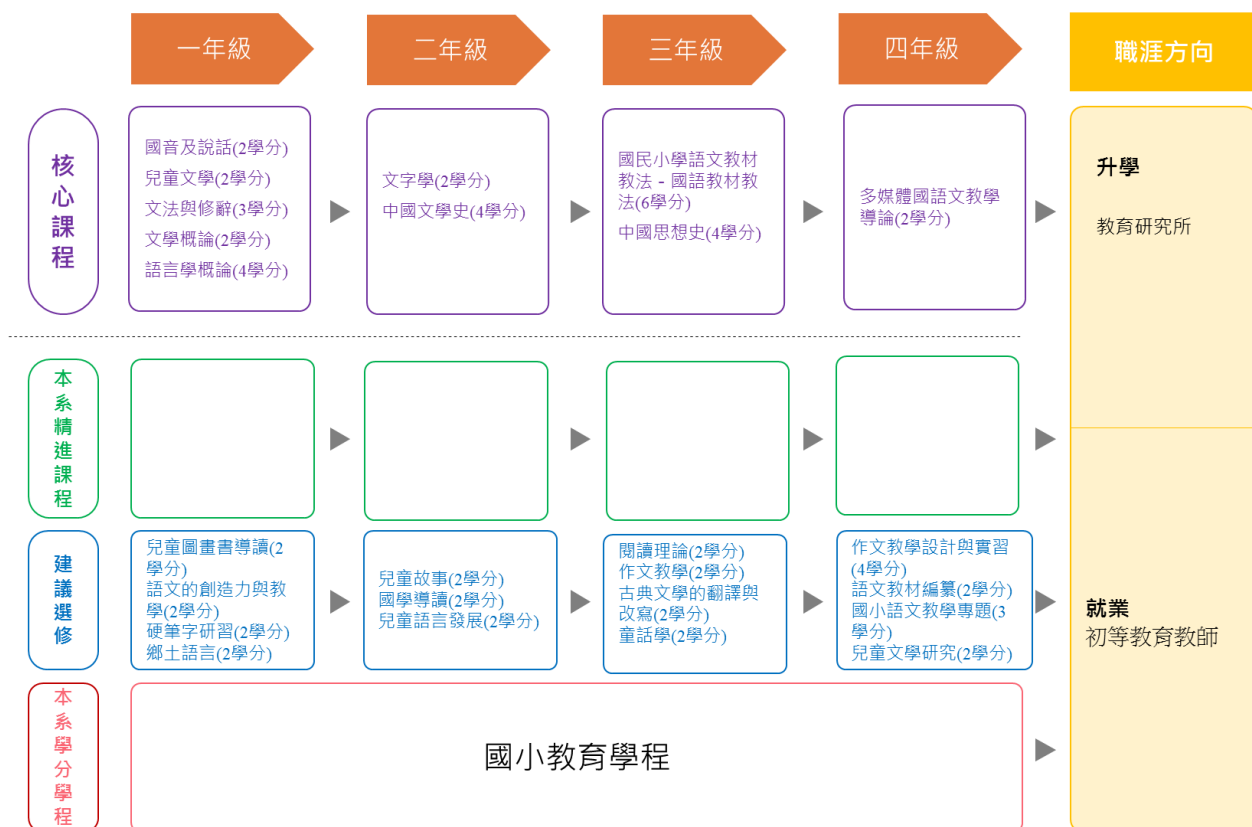 一年級
二年級
三年級
四年級
職涯方向
核心課程
國音及說話(2學分)
兒童文學(2學分)
文法與修辭(3學分)
文學概論(2學分)
語言學概論(4學分)
文字學(2學分)
中國文學史(4學分)
國民小學語文教材
教法 - 國語教材教
法(6學分)
中國思想史(4學分)
多媒體國語文教學
導論(2學分)
升學
教育研究所
本系精進課程
建議選修
兒童圖畫書導讀(2
學分)
語文的創造力與教
學(2學分)
硬筆字研習(2學分)
鄉土語言(2學分)
兒童故事(2學分)
國學導讀(2學分)
兒童語言發展(2學分)
閱讀理論(2學分)
作文教學(2學分)
古典文學的翻譯與
改寫(2學分)
童話學(2學分)
作文教學設計與實習
(4學分)
語文教材編纂(2學分)
國小語文教學專題(3
學分)
兒童文學研究(2學分)
就業
初等教育教師
本系學分學程
國小教育學程